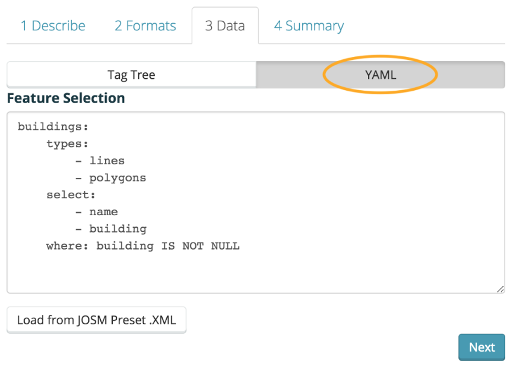 1 Describe 2 Formats 3 Data 4 Summary
Tag Tree YAML
Feature Selection
buildings:
    types:
        - lines
        - polygons
    select:
        - name
        - building
    where: building IS NOT NULL
Load from JOSM Preset .XML
Next